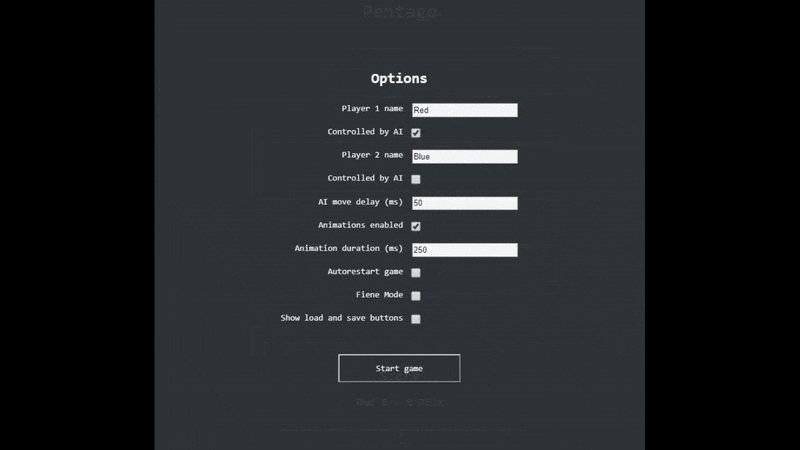 Pentago
Options
Player 1 name Red
Controlled by AI
Player 2 name Blue
Controlled by AI
AI move delay (ms) 50
Animations enabled
Animation duration (ms) 250
Autorestart game
Fiene Mode
Show load and save buttons
Start game